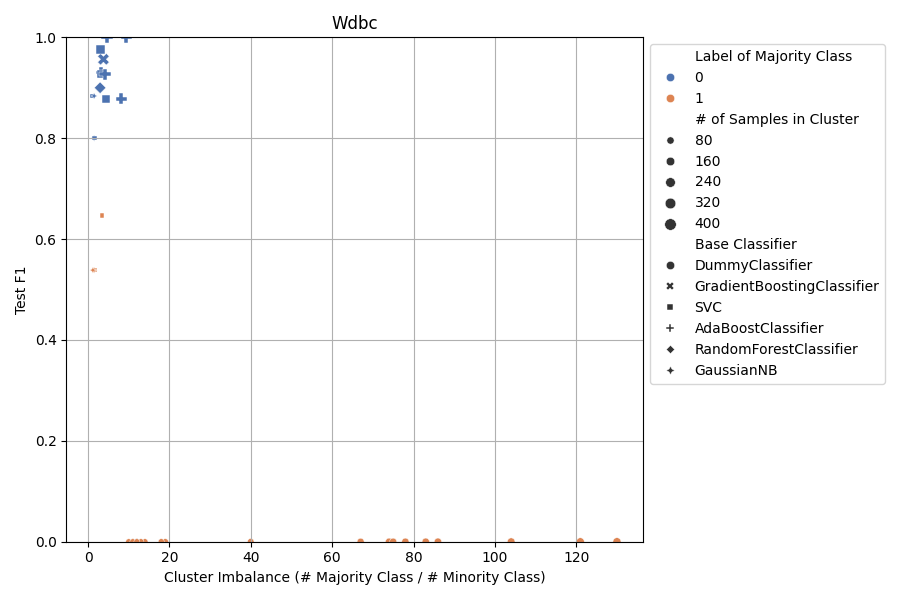 Wdbc
1.0
0.8
0.6
0.4
0.2
0.0
Test F1
0 20 40 60 80 100 120
Cluster Imbalance (# Majority Class / # Minority Class)
Label of Majority Class
0
1
# of Samples in Cluster
80
160
240
320
400
Base Classifier
DummyClassifier
GradientBoostingClassifier
SVC
AdaBoostClassifier
RandomForestClassifier
GaussianNB